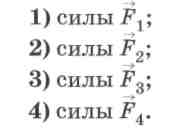 1) силы F⃗₁;
2) силы F⃗₂;
3) силы F⃗₃;
4) силы F⃗₄.